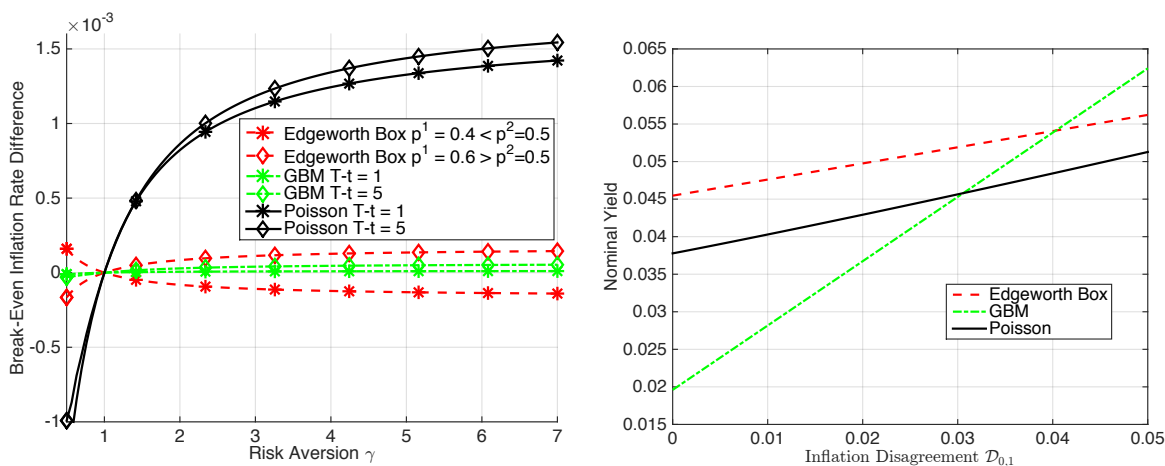 ×10⁻³
1.5
1
0.5
0
-0.5
-1
1 2 3 4 5 6 7
Break-Even Inflation Rate Difference
Risk Aversion γ
Edgeworth Box p¹ = 0.4 < p²=0.5
Edgeworth Box p¹ = 0.6 > p²=0.5
GBM T-t = 1
GBM T-t = 5
Poisson T-t = 1
Poisson T-t = 5
0.065
0.06
0.055
0.05
0.045
0.04
0.035
0.03
0.025
0.02
0.015
0 0.01 0.02 0.03 0.04 0.05
Nominal Yield
Inflation Disagreement 𝒟₀,₁
Edgeworth Box
GBM
Poisson